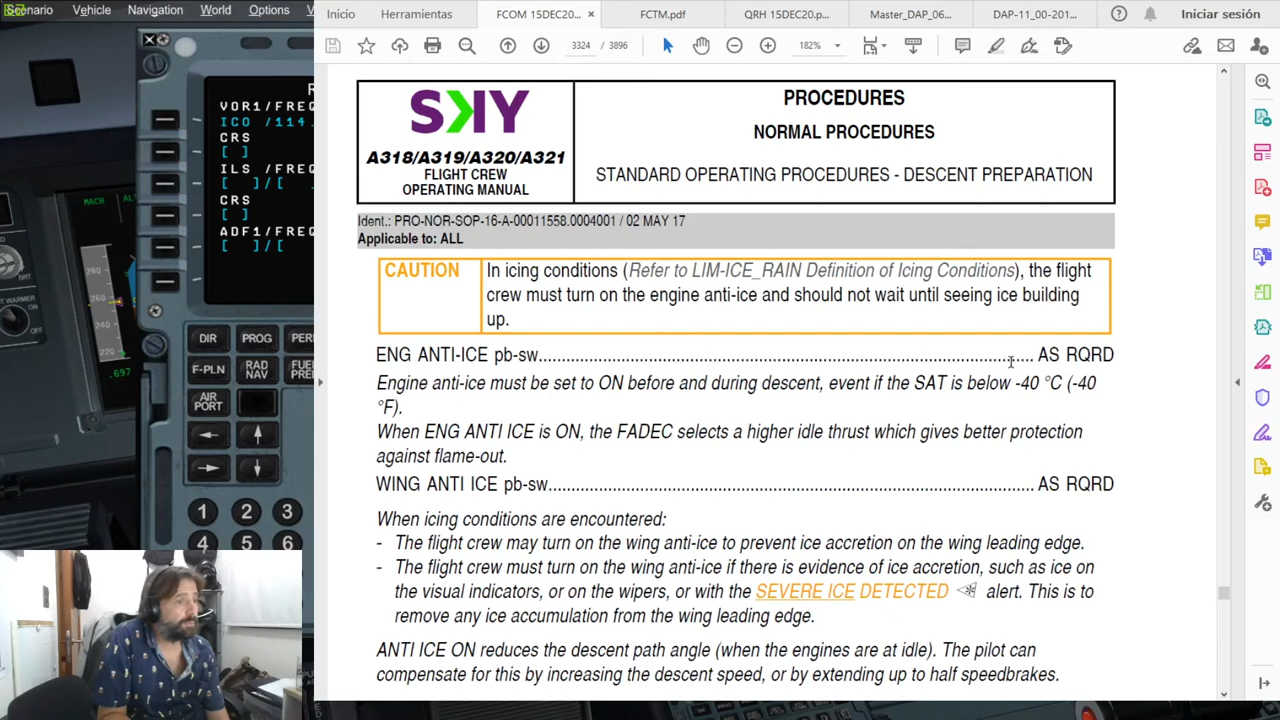 Scenario Vehicle Navigation World Options
Inicio Herramientas FCOM 15DEC20... × FCTM.pdf QRH 15DEC20.p... Master_DAP_06... DAP-11_00-201... Iniciar sesión
3324 / 3896 182%
SKY
A318/A319/A320/A321
FLIGHT CREW
OPERATING MANUAL
PROCEDURES
NORMAL PROCEDURES
STANDARD OPERATING PROCEDURES - DESCENT PREPARATION
Ident.: PRO-NOR-SOP-16-A-00011558.0004001 / 02 MAY 17
Applicable to: ALL
CAUTION In icing conditions (Refer to LIM-ICE_RAIN Definition of Icing Conditions), the flight
crew must turn on the engine anti-ice and should not wait until seeing ice building
up.
ENG ANTI-ICE pb-sw.......................................................................................................... AS RQRD
Engine anti-ice must be set to ON before and during descent, event if the SAT is below -40 °C (-40
°F).
When ENG ANTI ICE is ON, the FADEC selects a higher idle thrust which gives better protection
against flame-out.
WING ANTI ICE pb-sw......................................................................................................... AS RQRD
When icing conditions are encountered:
- The flight crew may turn on the wing anti-ice to prevent ice accretion on the wing leading edge.
- The flight crew must turn on the wing anti-ice if there is evidence of ice accretion, such as ice on
the visual indicators, or on the wipers, or with the SEVERE ICE DETECTED alert. This is to
remove any ice accumulation from the wing leading edge.
ANTI ICE ON reduces the descent path angle (when the engines are at idle). The pilot can
compensate for this by increasing the descent speed, or by extending up to half speedbrakes.
VOR1/FREQ
ICO /114.
CRS
[ ]
ILS /FREQ
[ ]/[
CRS
[ ]
ADF1/FREQ
[ ]/[
MACH
260
240
220
.697
DIR PROG PER
F-PLN RAD NAV FUEL PRE
AIR PORT
1 2 3
4 5 6